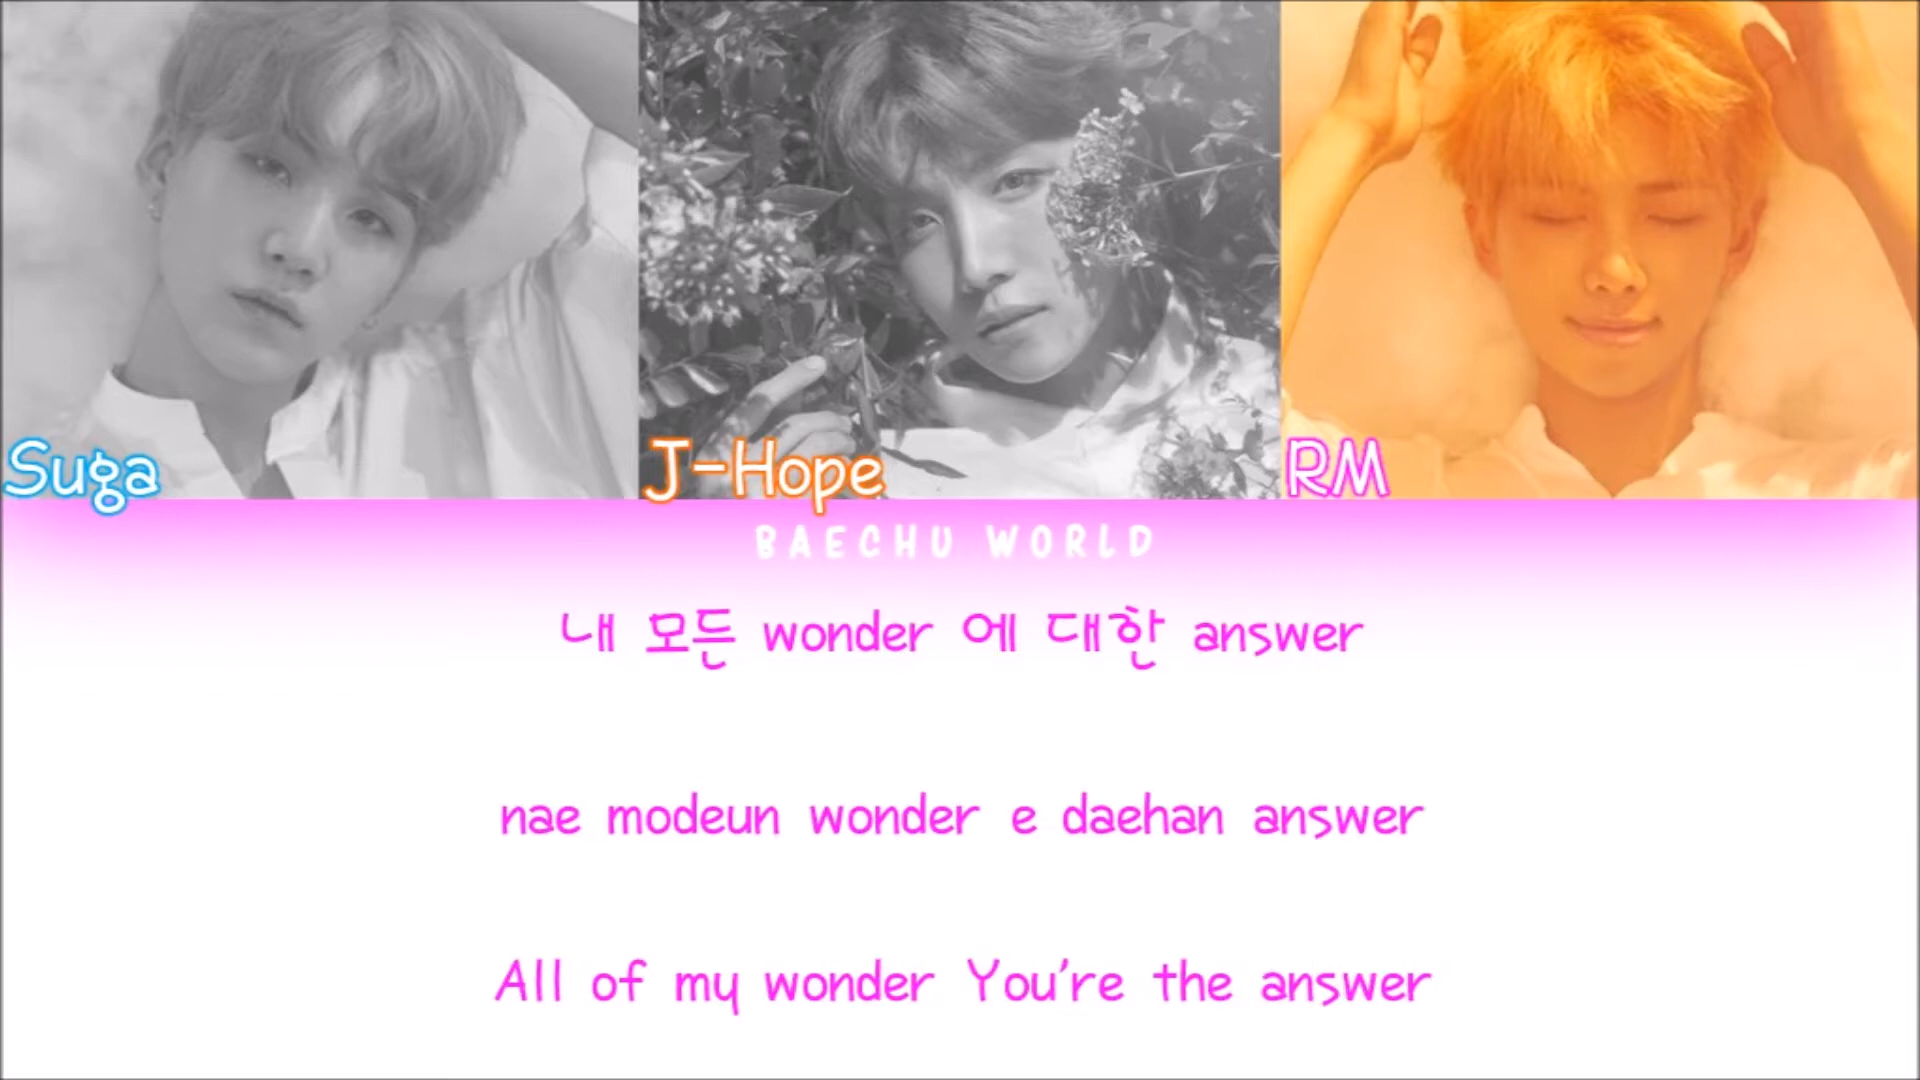 Suga
J-Hope
RM
BAECHU WORLD
내 모든 wonder 에 대한 answer
nae modeun wonder e daehan answer
All of my wonder You're the answer